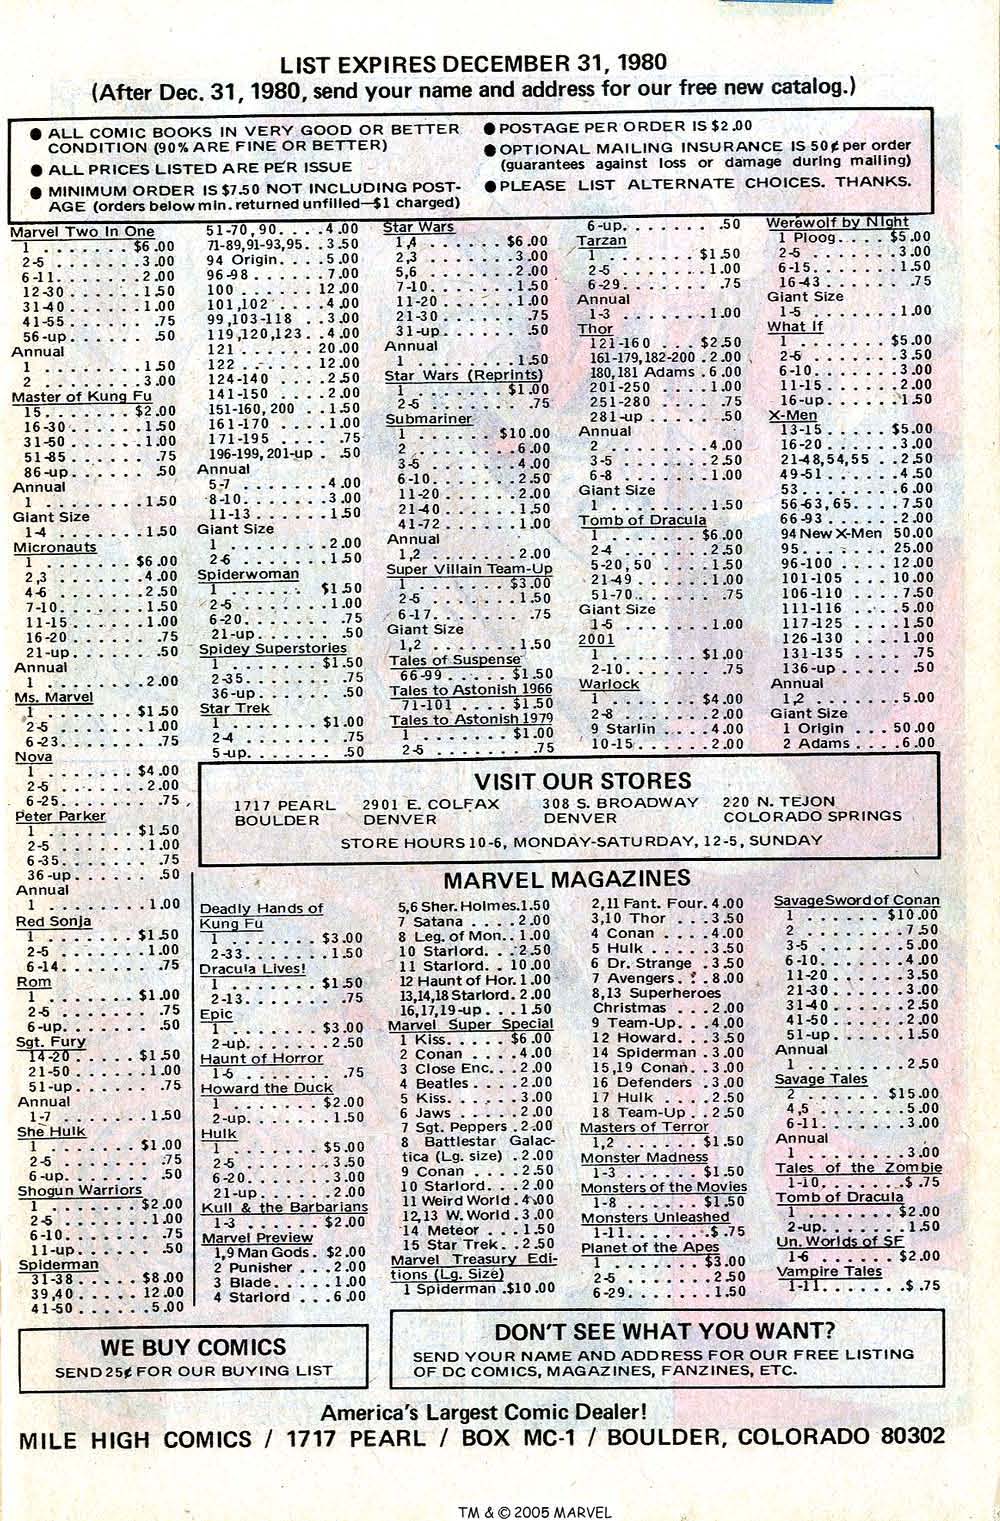 LIST EXPIRES DECEMBER 31, 1980
(After Dec. 31, 1980, send your name and address for our free new catalog.)
● ALL COMIC BOOKS IN VERY GOOD OR BETTER
CONDITION (90% ARE FINE OR BETTER)
● ALL PRICES LISTED ARE PER ISSUE
● MINIMUM ORDER IS $7.50 NOT INCLUDING POST-
AGE (orders below min. returned unfilled—$1 charged)
● POSTAGE PER ORDER IS $2.00
● OPTIONAL MAILING INSURANCE IS 50¢ per order
(guarantees against loss or damage during mailing)
● PLEASE LIST ALTERNATE CHOICES. THANKS.
Marvel Two In One
1 ........ $6.00
2-5 ........ 3.00
6-11 ........ 2.00
12-30 ....... 1.50
31-40 ....... 1.00
41-55 ....... .75
56-up ....... .50
Annual
1 ........ 1.50
2 ........ 3.00
Master of Kung Fu
15 ........ $2.00
16-30 ....... 1.50
31-50 ....... 1.00
51-85 ....... .75
86-up ....... .50
Annual
1 ........ 1.50
Giant Size
1-4 ........ 1.50
Micronauts
1 ........ $6.00
2,3 ........ 4.00
4-6 ........ 2.50
7-10 ........ 1.50
11-15 ....... 1.00
16-20 ....... .75
21-up ....... .50
Annual
1 ........ 2.00
Ms. Marvel
1 ........ $1.50
2-5 ........ 1.00
6-23 ........ .75
Nova
1 ........ $4.00
2-5 ........ 2.00
6-25 ........ .75
Peter Parker
1 ........ $1.50
2-5 ........ 1.00
6-35 ........ .75
36-up ....... .50
Annual
1 ........ 1.00
Red Sonja
1 ........ $1.50
2-5 ........ 1.00
6-14 ........ .75
Rom
1 ........ $1.00
2-5 ........ .75
6-up ........ .50
Sgt. Fury
14-20 ...... $1.50
21-50 ....... 1.00
51-up ....... .75
Annual
1-7 ........ 1.50
She Hulk
1 ........ $1.00
2-5 ........ .75
6-up ........ .50
Shogun Warriors
1 ........ $2.00
2-5 ........ 1.00
6-10 ........ .75
11-up ....... .50
Spiderman
31-38 ...... $8.00
39,40 ...... 12.00
41-50 ....... 5.00
51-70, 90 .... 4.00
71-89,91-93,95 .. 3.50
94 Origin .... 5.00
96-98 ....... 7.00
100 ....... 12.00
101,102 ..... 4.00
99,103-118 ... 3.00
119,120,123 .. 4.00
121 ....... 20.00
122 ....... 12.00
124-140 ..... 2.50
141-150 ..... 2.00
151-160, 200 .. 1.50
161-170 ..... 1.00
171-195 ..... .75
196-199, 201-up . .50
Annual
5-7 ........ 4.00
8-10 ........ 3.00
11-13 ....... 1.50
Giant Size
1 ........ 2.00
2-6 ........ 1.50
Spiderwoman
1 ........ $1.50
2-5 ........ 1.00
6-20 ........ .75
21-up ....... .50
Spidey Superstories
1 ........ $1.50
2-35 ........ .75
36-up ....... .50
Star Trek
1 ........ $1.00
2-4 ........ .75
5-up ........ .50
Star Wars
1,4 ....... $6.00
2,3 ........ 3.00
5,6 ........ 2.00
7-10 ........ 1.50
11-20 ....... 1.00
21-30 ....... .75
31-up ....... .50
Annual
1 ........ 1.50
Star Wars (Reprints)
1 ........ $1.00
2-5 ........ .75
Submariner
1 ....... $10.00
2 ........ 6.00
3-5 ........ 4.00
6-10 ........ 2.50
11-20 ....... 2.00
21-40 ....... 1.50
41-72 ....... 1.00
Annual
1,2 ........ 2.00
Super Villain Team-Up
1 ........ $3.00
2-5 ........ 1.50
6-17 ........ .75
Giant Size
1,2 ........ 1.50
Tales of Suspense
66-99 ...... $1.50
Tales to Astonish 1966
71-101 ..... $1.50
Tales to Astonish 1979
1 ........ $1.00
2-5 ........ .75
6-up ........ .50
Tarzan
1 ........ $1.50
2-5 ........ 1.00
6-29 ........ .75
Annual
1-3 ........ 1.00
Thor
121-160 ... $2.50
161-179,182-200 . 2.00
180,181 Adams . 6.00
201-250 .... 1.00
251-280 .... .75
281-up ..... .50
Annual
2 ........ 4.00
3-5 ........ 2.50
6-8 ........ 1.00
Giant Size
1 ........ 1.50
Tomb of Dracula
1 ........ $6.00
2-4 ........ 2.50
5-20, 50 ..... 1.50
21-49 ....... 1.00
51-70 ....... .75
Giant Size
1-5 ........ 1.00
2001
1 ........ $1.00
2-10 ........ .75
Warlock
1 ........ $4.00
2-8 ........ 2.00
9 Starlin .... 4.00
10-15 ....... 2.00
Werewolf by Night
1 Ploog .... $5.00
2-5 ........ 3.00
6-15 ........ 1.50
16-43 ....... .75
Giant Size
1-5 ........ 1.00
What If
1 ........ $5.00
2-5 ........ 3.50
6-10 ........ 3.00
11-15 ....... 2.00
16-up ....... 1.50
X-Men
13-15 ...... $5.00
16-20 ....... 3.00
21-48, 54, 55 .. 2.50
49-51 ....... 4.50
53 ........ 6.00
56-63, 65 .... 7.50
66-93 ....... 2.00
94 New X-Men 50.00
95 ....... 25.00
96-100 ..... 12.00
101-105 .... 10.00
106-110 ..... 7.50
111-116 ..... 5.00
117-125 ..... 1.50
126-130 ..... 1.00
131-135 ..... .75
136-up ...... .50
Annual
1,2 ........ 5.00
Giant Size
1 Origin ... 50.00
2 Adams .... 6.00
VISIT OUR STORES
1717 PEARL 2901 E. COLFAX 308 S. BROADWAY 220 N. TEJON
BOULDER DENVER DENVER COLORADO SPRINGS
STORE HOURS 10-6, MONDAY-SATURDAY, 12-5, SUNDAY
MARVEL MAGAZINES
Deadly Hands of
Kung Fu
1 ........ $3.00
2-33 ........ 1.50
Dracula Lives!
1 ........ $1.50
2-13 ........ .75
Epic
1 ........ $3.00
2-up ........ 2.50
Haunt of Horror
1-5 ........ .75
Howard the Duck
1 ........ $2.00
2-up ........ 1.50
Hulk
1 ........ $5.00
2-5 ........ 3.50
6-20 ........ 3.00
21-up ....... 2.00
Kull & the Barbarians
1-3 ....... $2.00
Marvel Preview
1,9 Man Gods . $2.00
2 Punisher ... 2.00
3 Blade ..... 1.00
4 Starlord ... 6.00
5,6 Sher. Holmes. 1.50
7 Satana .... 2.00
8 Leg. of Mon. . 1.00
10 Starlord ... 2.50
11 Starlord .. 10.00
12 Haunt of Hor. 1.00
13,14,18 Starlord. 2.00
16,17,19-up ... 1.50
Marvel Super Special
1 Kiss ..... $6.00
2 Conan .... 4.00
3 Close Enc. .. 2.00
4 Beatles .... 2.00
5 Kiss ...... 3.00
6 Jaws ..... 2.00
7 Sgt. Peppers . 2.00
8 Battlestar Galac-
tica (Lg. size) . 2.00
9 Conan .... 2.50
10 Starlord ... 2.00
11 Weird World . 4.00
12,13 W. World . 3.00
14 Meteor ... 1.50
15 Star Trek .. 2.50
Marvel Treasury Edi-
tions (Lg. Size)
1 Spiderman . $10.00
2,11 Fant. Four. 4.00
3,10 Thor ... 3.50
4 Conan .... 4.00
5 Hulk ..... 3.50
6 Dr. Strange . 3.50
7 Avengers ... 8.00
8,13 Superheroes
Christmas ... 2.00
9 Team-Up ... 4.00
12 Howard ... 3.50
14 Spiderman . 3.00
15,19 Conan .. 3.00
16 Defenders . 3.00
17 Hulk .... 2.50
18 Team-Up .. 2.50
Masters of Terror
1,2 ....... $1.50
Monster Madness
1-3 ....... $1.50
Monsters of the Movies
1-8 ....... $1.50
Monsters Unleashed
1-11 ....... $ .75
Planet of the Apes
1 ........ $3.00
2-5 ........ 2.50
6-29 ........ 1.50
Savage Sword of Conan
1 ....... $10.00
2 ........ 7.50
3-5 ........ 5.00
6-10 ........ 4.00
11-20 ....... 3.50
21-30 ....... 3.00
31-40 ....... 2.50
41-50 ....... 2.00
51-up ....... 1.50
Annual
1 ........ 2.50
Savage Tales
2 ....... $15.00
4,5 ........ 5.00
6-11 ........ 3.00
Annual
1 ........ 3.00
Tales of the Zombie
1-10 ....... $ .75
Tomb of Dracula
1 ........ $2.00
2-up ........ 1.50
Un. Worlds of SF
1-6 ....... $2.00
Vampire Tales
1-11 ....... $ .75
WE BUY COMICS
SEND 25¢ FOR OUR BUYING LIST
DON'T SEE WHAT YOU WANT?
SEND YOUR NAME AND ADDRESS FOR OUR FREE LISTING
OF DC COMICS, MAGAZINES, FANZINES, ETC.
America's Largest Comic Dealer!
MILE HIGH COMICS / 1717 PEARL / BOX MC-1 / BOULDER, COLORADO 80302
TM & © 2005 MARVEL